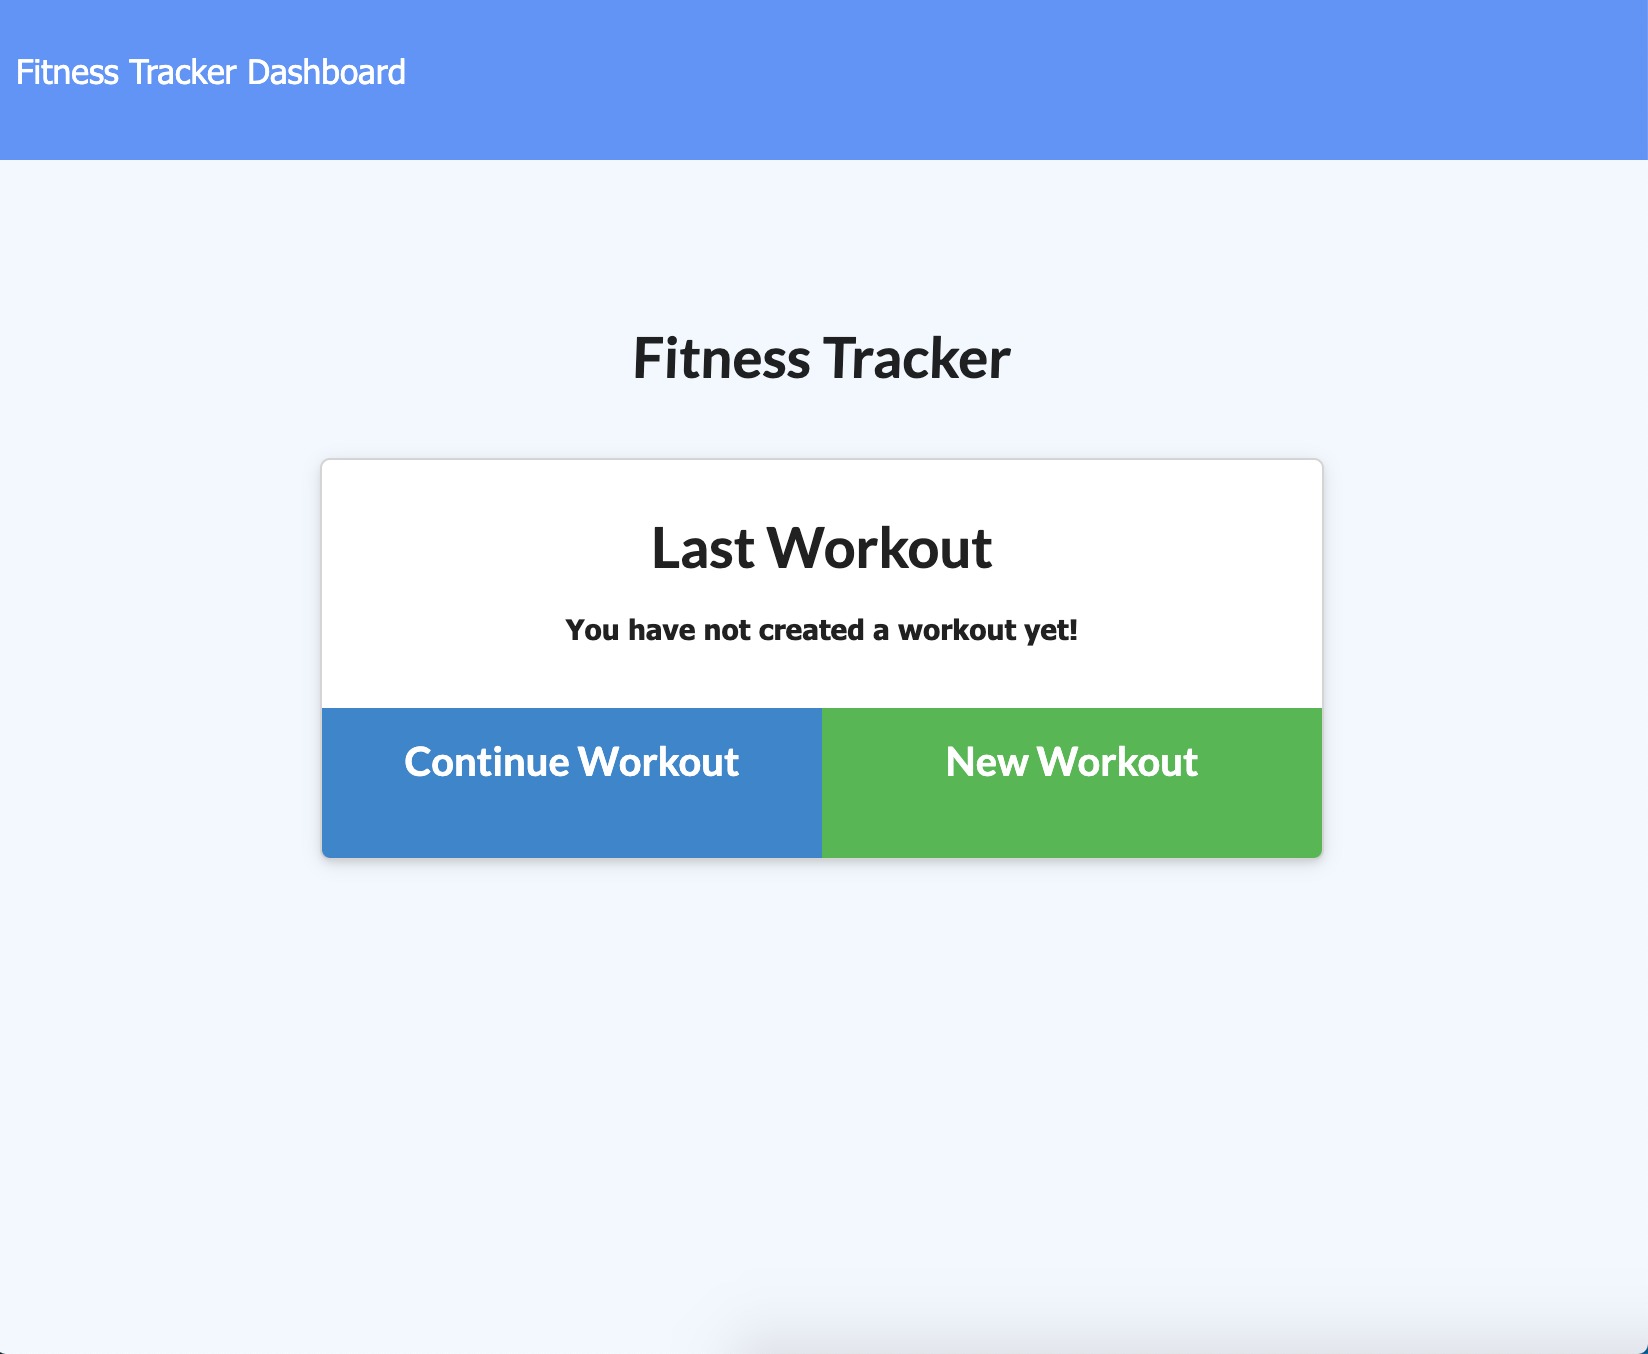 Fitness Tracker Dashboard
Fitness Tracker
Last Workout
You have not created a workout yet!
Continue Workout
New Workout